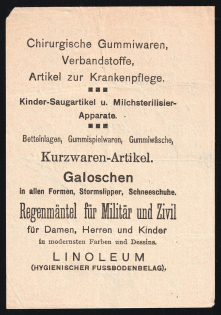 Chirurgische Gummiwaren,
Verbandstoffe,
Artikel zur Krankenpflege.
Kinder-Saugartikel u. Milchsterilisier-
Apparate.
Betteinlagen, Gummispielwaren, Gummiwäsche,
Kurzwaren-Artikel.
Galoschen
in allen Formen, Stormslipper, Schneeschuhe.
Regenmäntel für Militär und Zivil
für Damen, Herren und Kinder
in modernsten Farben und Dessins.
LINOLEUM
(HYGIENISCHER FUSSBODENBELAG).